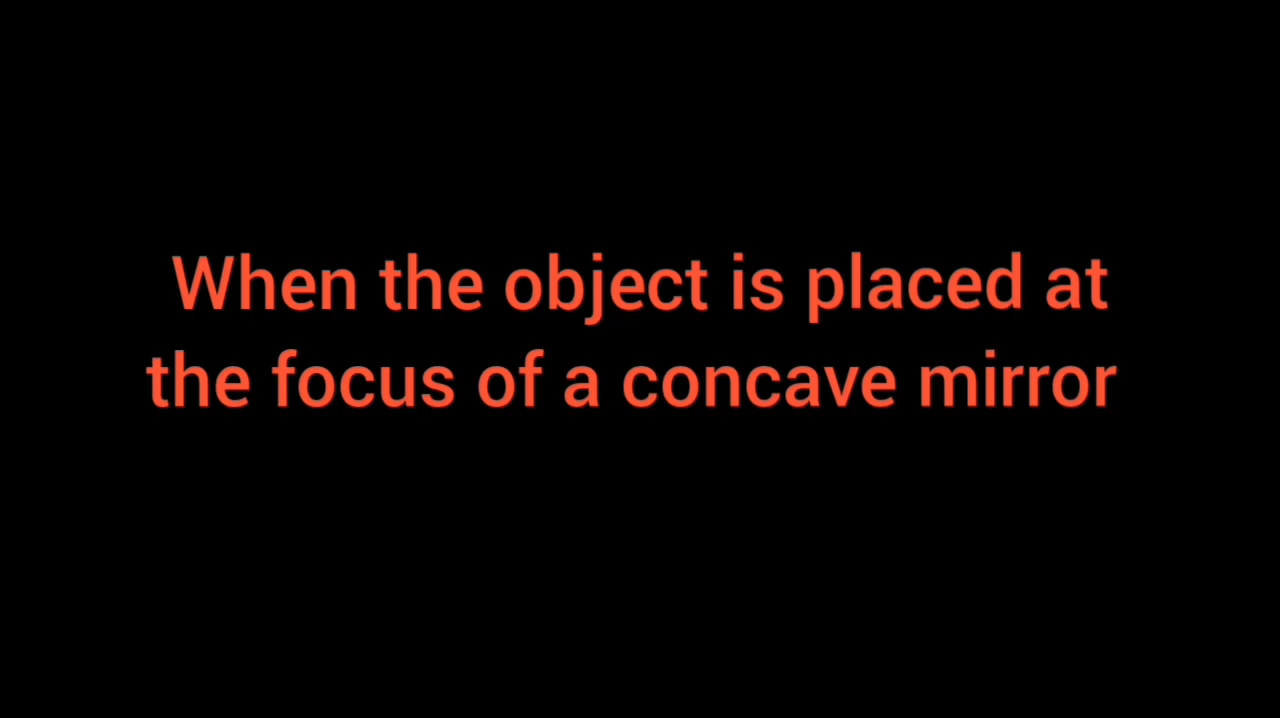 When the object is placed at
the focus of a concave mirror